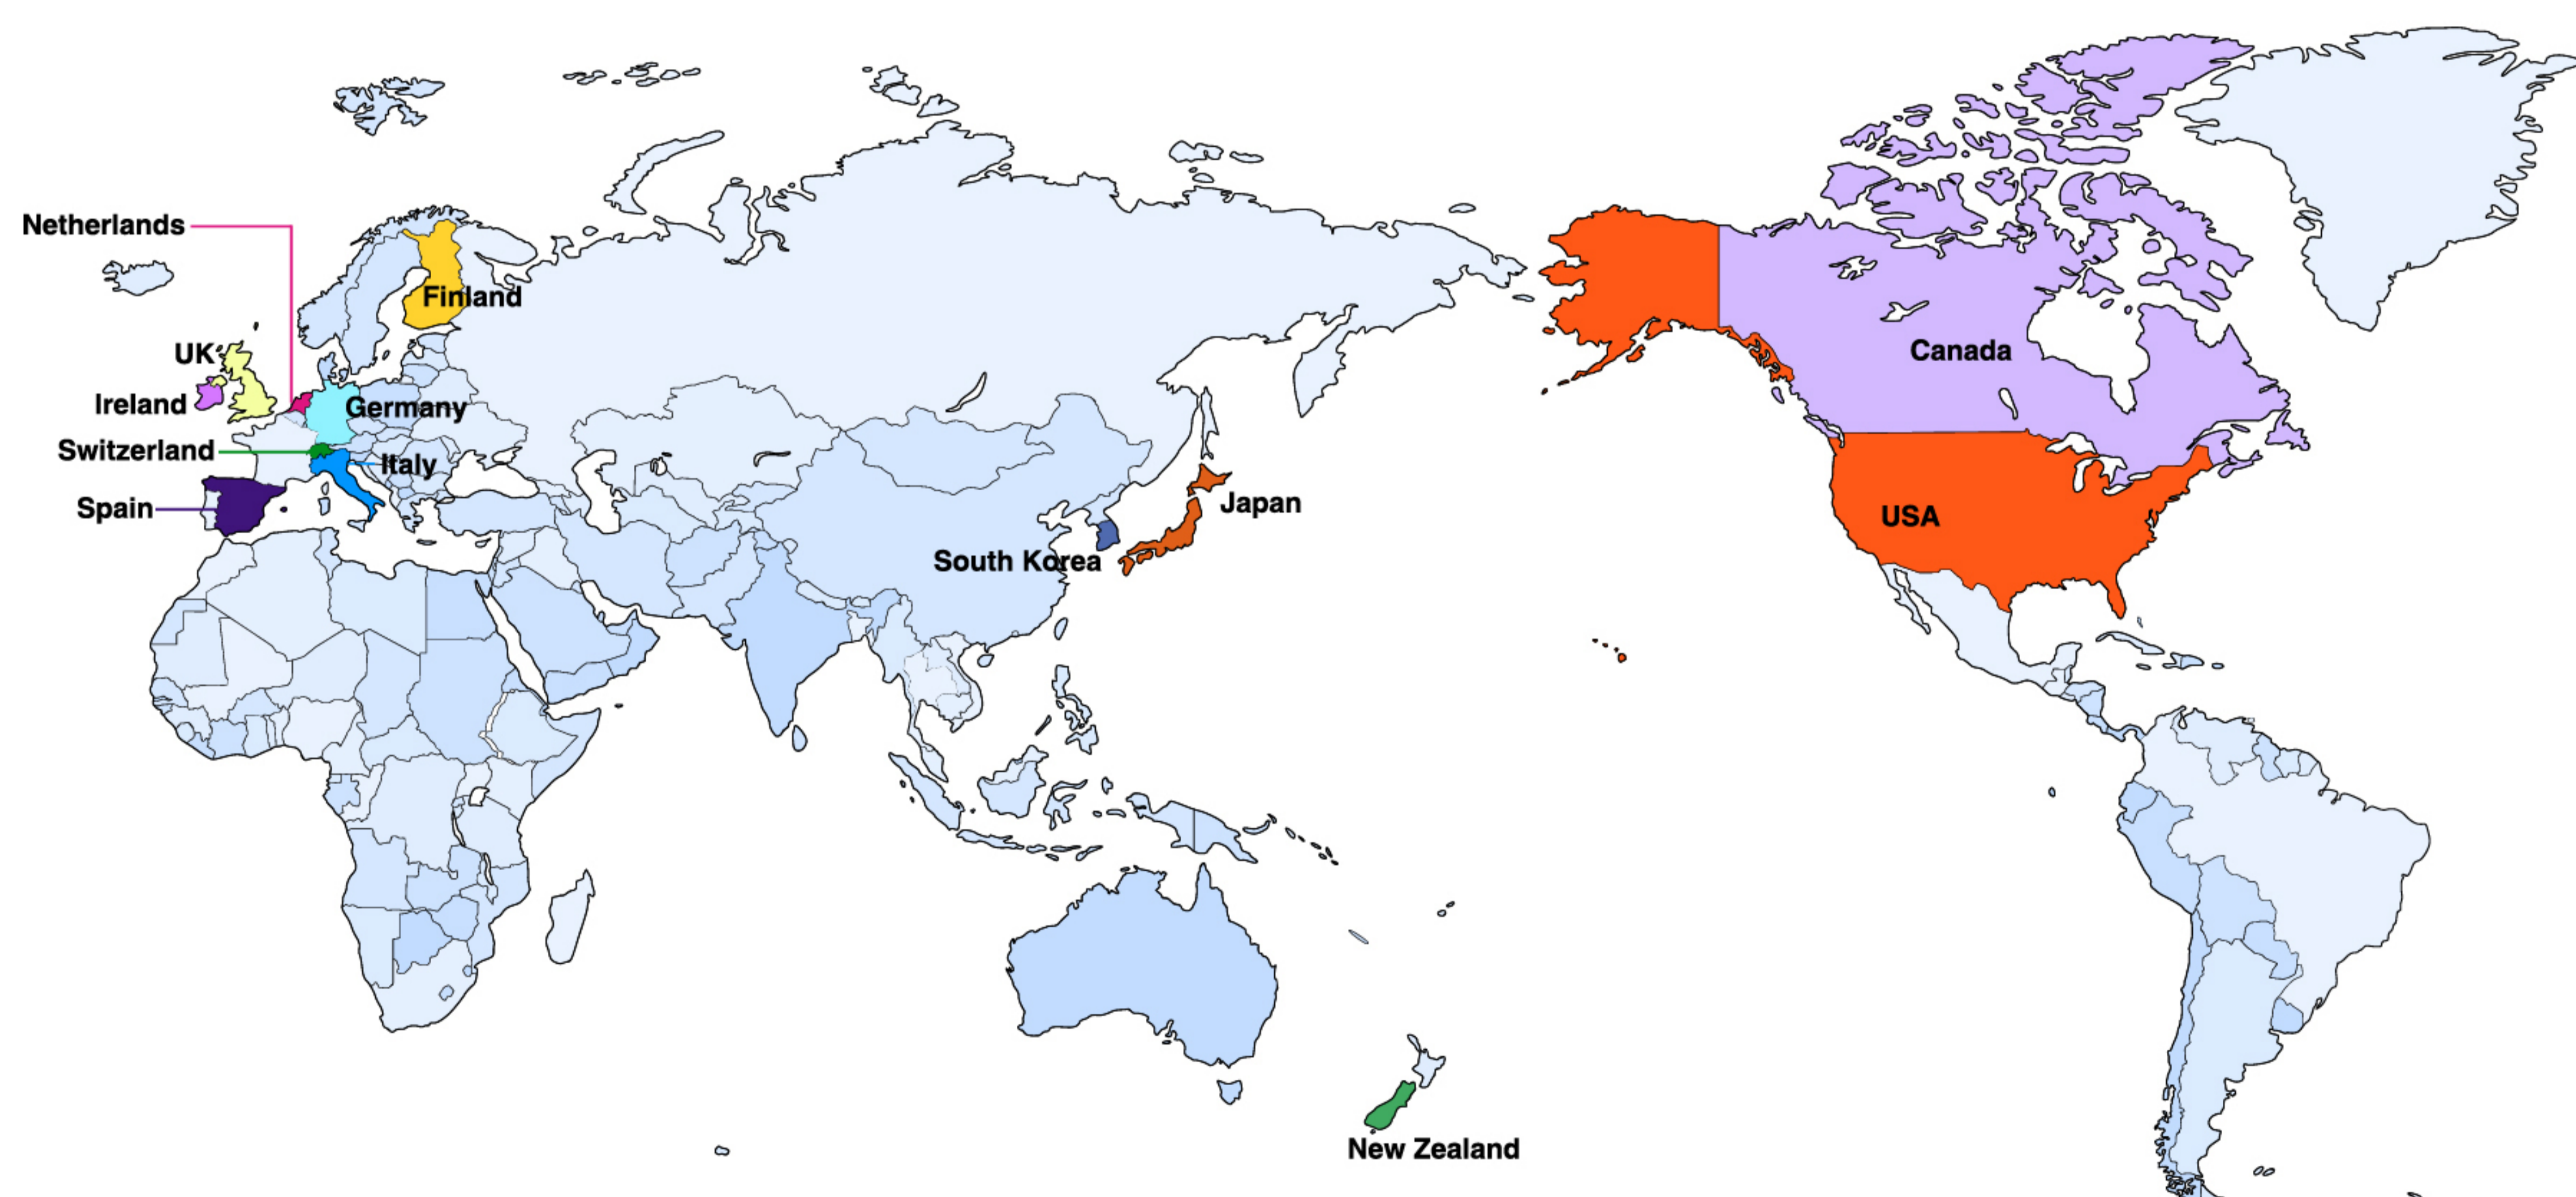 Netherlands
Finland
UK
Canada
Ireland
Germany
Switzerland
Italy
Spain
Japan
USA
South Korea
New Zealand